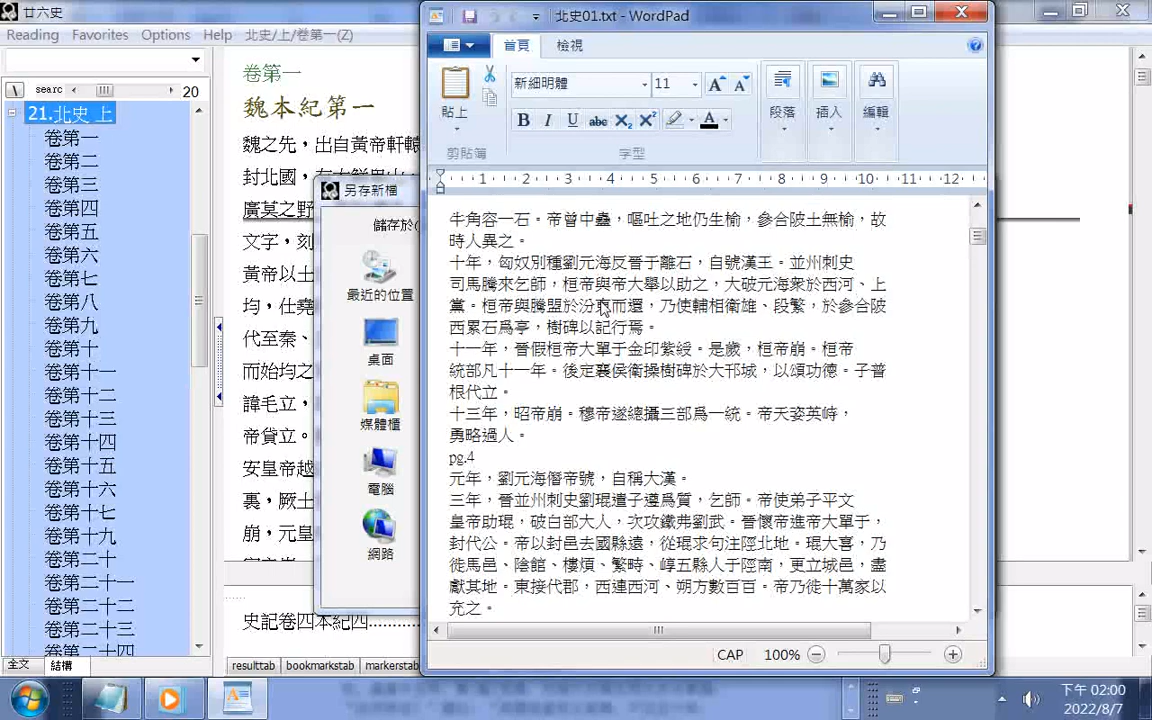 廿六史
Reading Favorites Options Help 北史/上/卷第一(Z)
searc 20
21.北史 上
卷第一
卷第二
卷第三
卷第四
卷第五
卷第六
卷第七
卷第八
卷第九
卷第十
卷第十一
卷第十二
卷第十三
卷第十四
卷第十五
卷第十六
卷第十七
卷第二十
卷第二十一
卷第二十二
卷第二十三
卷第二十四
全文 結構
卷第一
魏本紀第一
魏之先，出自黃帝軒轅
封北國，
廣莫之野
文字，刻
黃帝以土
均，仕堯
代至秦、
而始均之
諱毛立。
帝貸立。
安皇帝越
裏，厥土
崩，元皇
史記卷四本紀四
resulttab bookmarkstab markerstab
另存新檔
儲存於(
最近的位置
桌面
媒體櫃
電腦
網路
北史01.txt - WordPad
首頁 檢視
貼上
新細明體 11
B I U abc X₂ X² A
剪貼簿 字型 段落 插入 編輯
1 2 3 4 5 6 7 8 9 10 11 12
牛角容一石。帝曾中蠱，嘔吐之地仍生榆，參合陂土無榆，故
時人異之。
十年，匈奴別種劉元海反晉于離石，自號漢王。並州刺史
司馬騰來乞師，桓帝與帝大舉以助之，大破元海衆於西河、上
黨。桓帝與騰盟於汾東而還，乃使輔相衛雄、段繁，於參合陂
西累石爲亭，樹碑以記行焉。
十一年，晉假桓帝大單于金印紫綬。是歲，桓帝崩。桓帝
統部凡十一年。後定襄侯衛操樹碑於大邗城，以頌功德。子普
根代立。
十三年，昭帝崩。穆帝遂總攝三部爲一統。帝天姿英峙，
勇略過人。
pg.4
元年，劉元海僭帝號，自稱大漢。
三年，晉並州刺史劉琨遣子遵爲質，乞師。帝使弟子平文
皇帝助琨，破白部大人，次攻鐵弗劉武。晉懷帝進帝大單于，
封代公。帝以封邑去國縣遠，從琨求句注陘北地。琨大喜，乃
徙馬邑、陰館、樓煩、繁畤、崞五縣人于陘南，更立城邑，盡
獻其地。東接代郡，西連西河、朔方數百百。帝乃徙十萬家以
充之。
CAP 100%
下午 02:00
2022/8/7